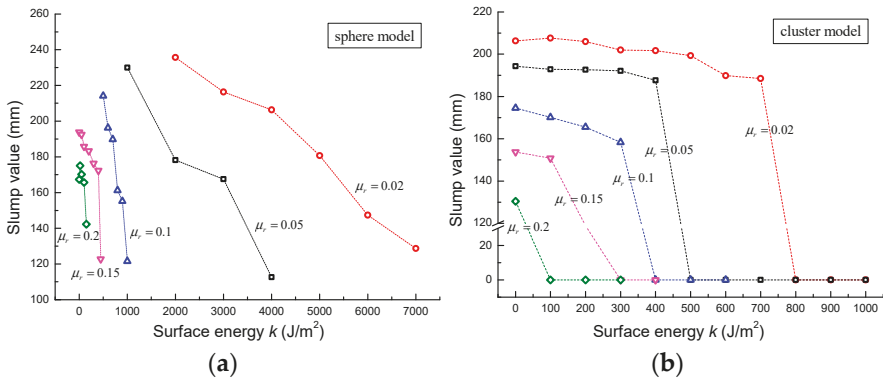 sphere model
Slump value (mm)
260
240
220
200
180
160
140
120
100
μr = 0.02
μr = 0.05
μr = 0.1
μr = 0.2
μr = 0.15
0 1000 2000 3000 4000 5000 6000 7000
Surface energy k (J/m²)
(a)
cluster model
Slump value (mm)
220
200
180
160
140
120
20
0
μr = 0.02
μr = 0.05
μr = 0.1
μr = 0.15
μr = 0.2
0 100 200 300 400 500 600 700 800 900 1000
Surface energy k (J/m²)
(b)